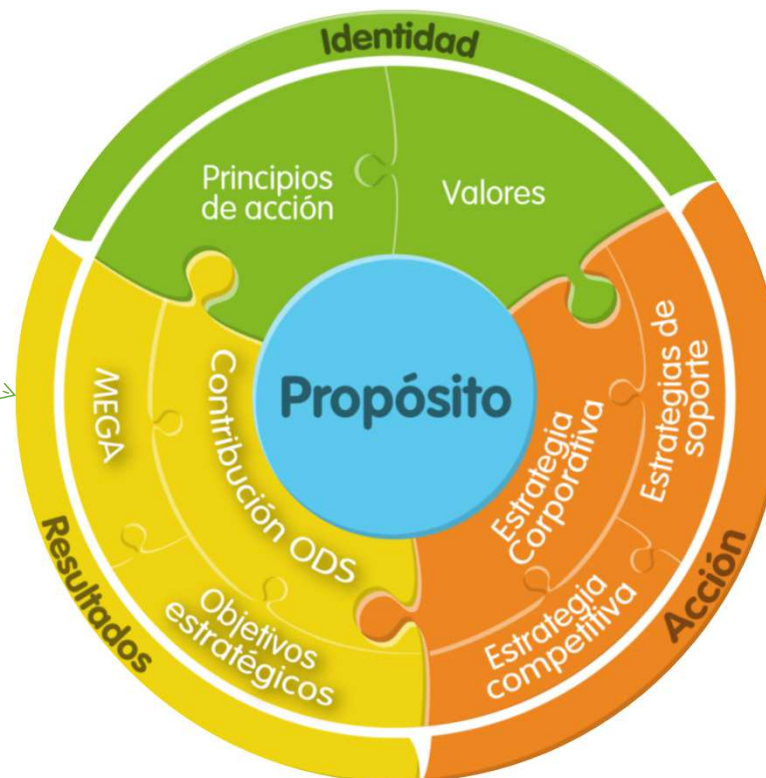 Identidad
Principios
de acción
Valores
Propósito
MEGA
Contribución ODS
Objetivos
estratégicos
Resultados
Estrategia
Corporativa
Estrategias de
soporte
Estrategia
competitiva
Acción